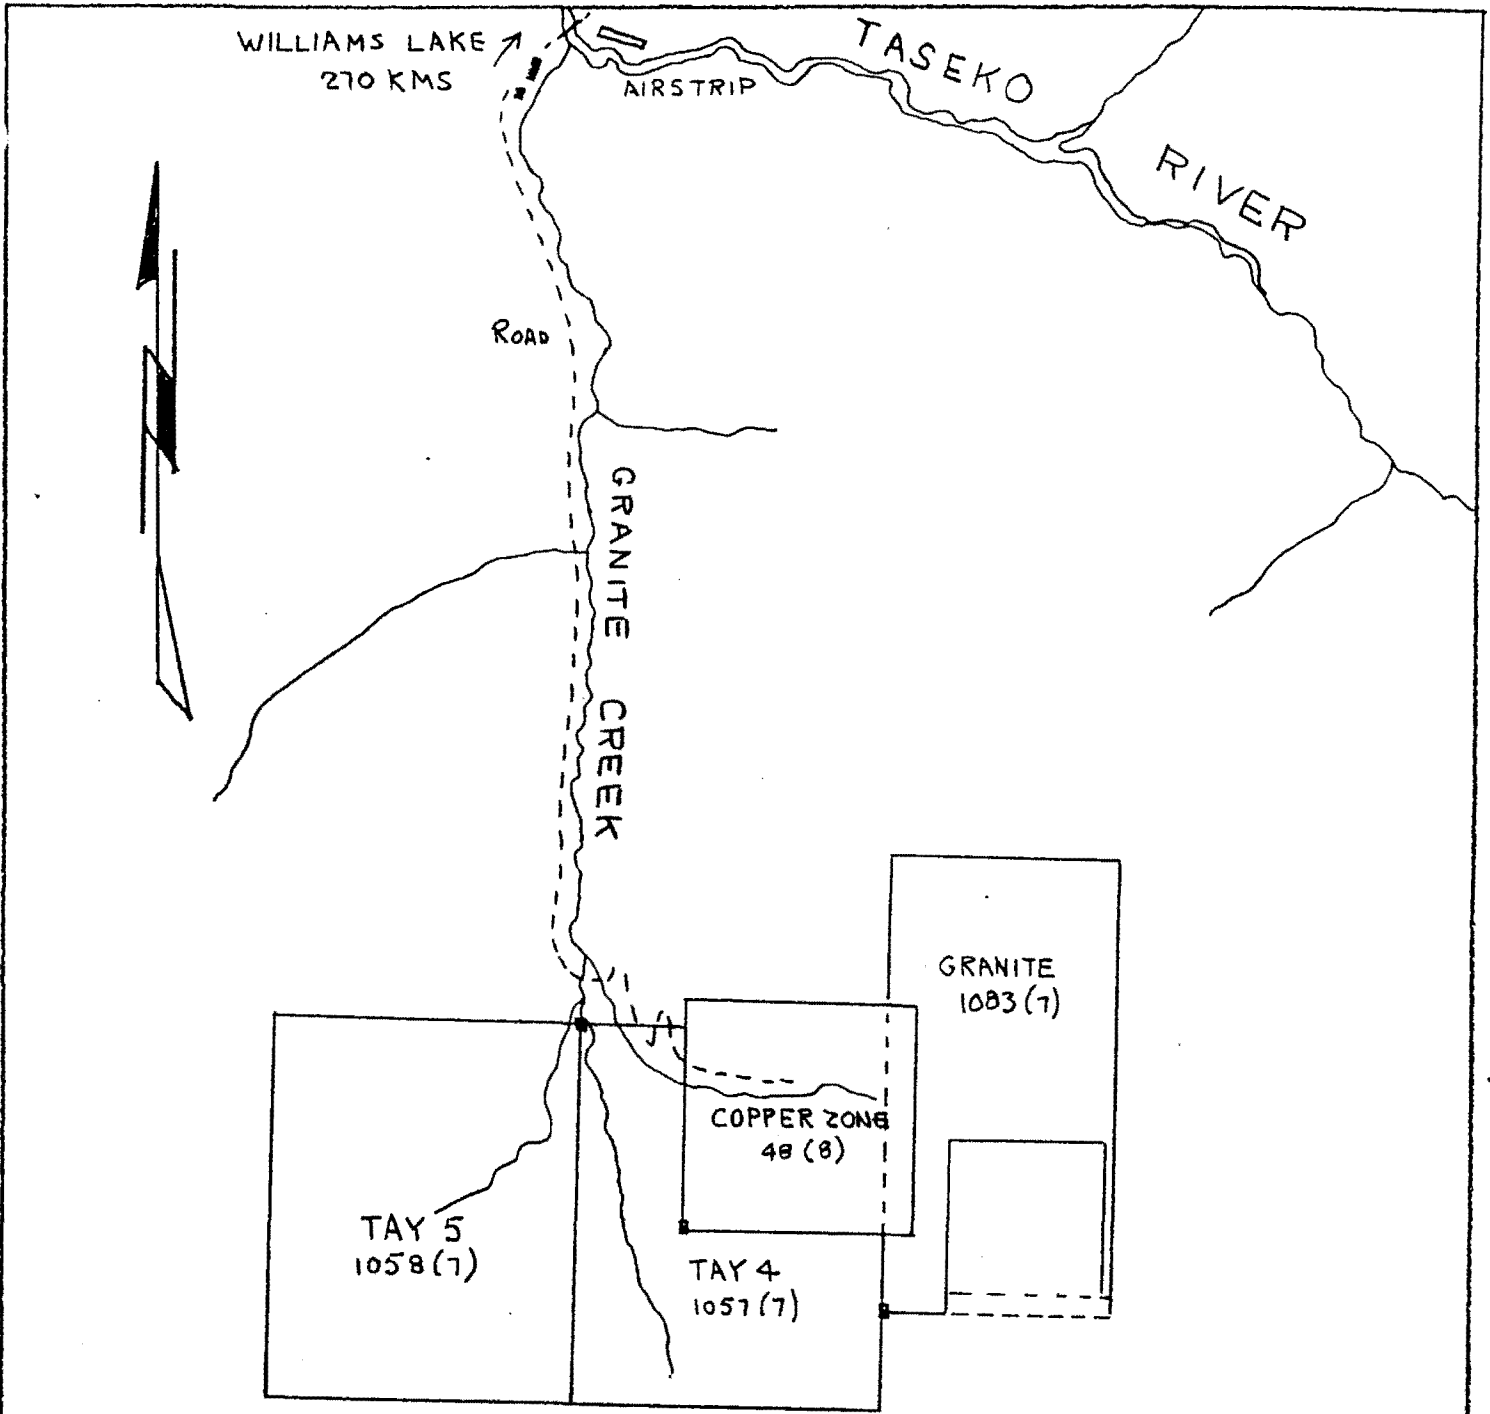 WILLIAMS LAKE
270 KMS
AIRSTRIP
TASEKO
RIVER
ROAD
GRANITE
CREEK
GRANITE
1083(7)
COPPER ZONE
48(8)
TAY 5
1058(7)
TAY 4
1057(7)